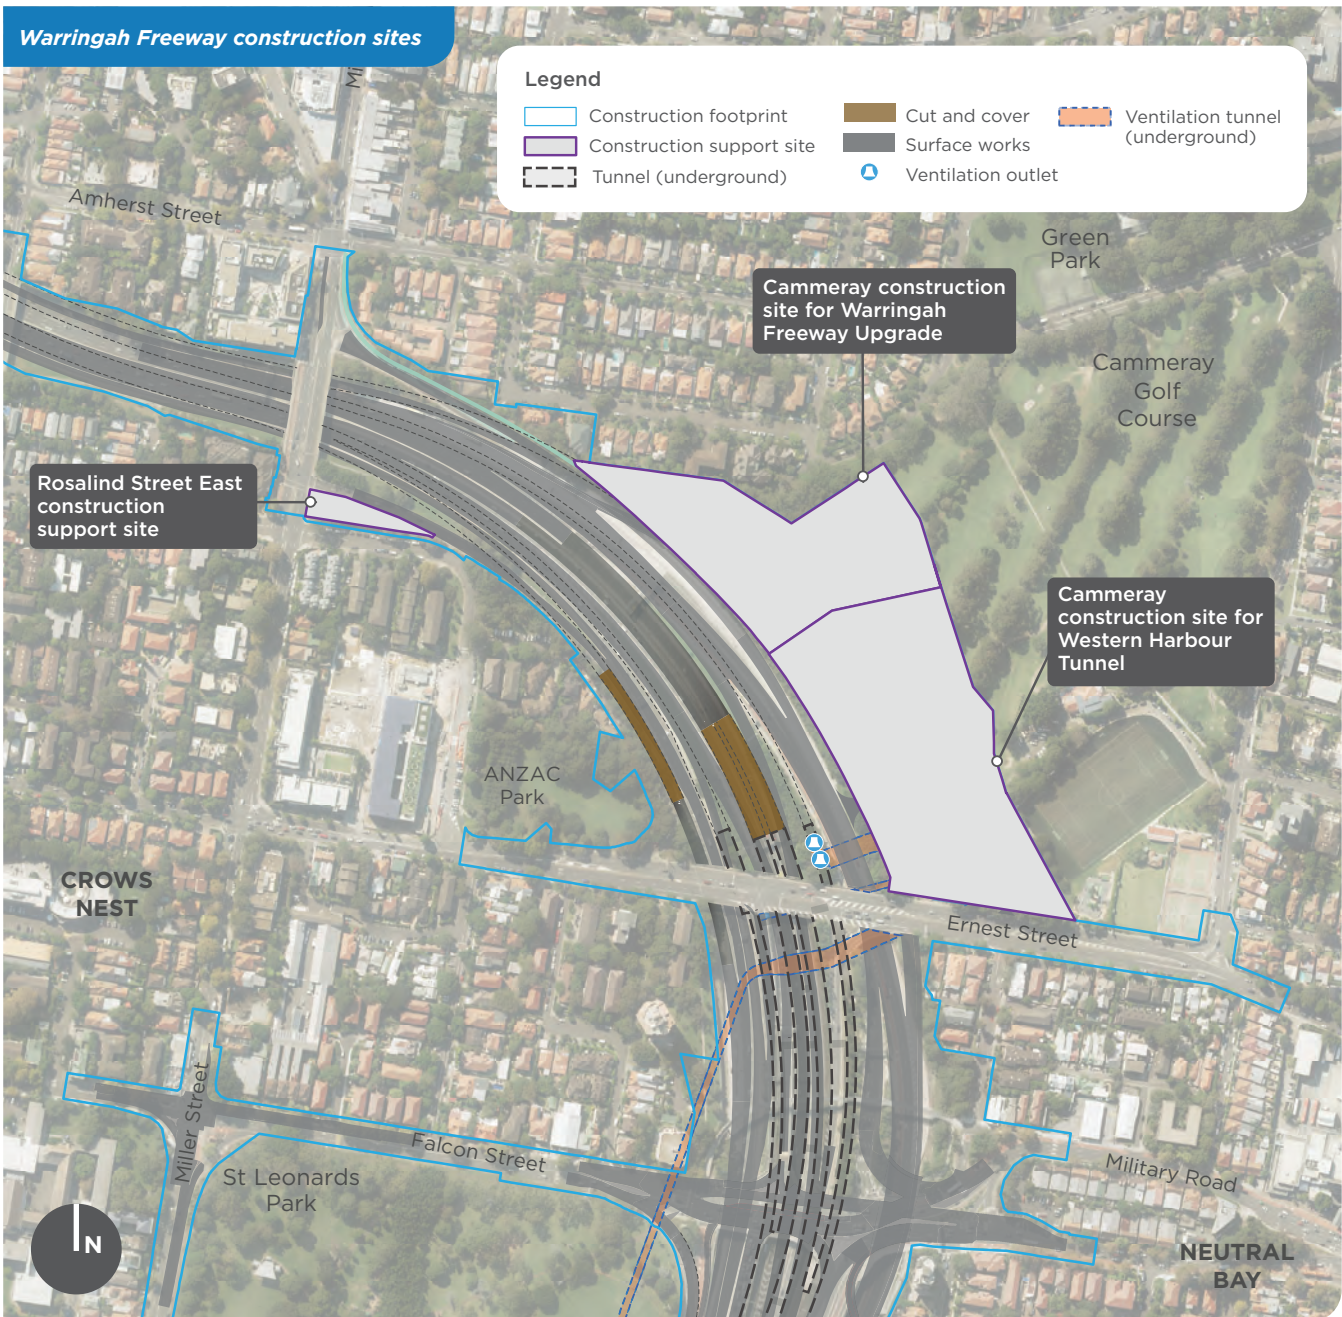 Warringah Freeway construction sites
Mi
Legend
Construction footprint
Construction support site
Tunnel (underground)
Cut and cover
Surface works
Ventilation outlet
Ventilation tunnel
(underground)
Amherst Street
Green
Park
Cammeray construction
site for Warringah
Freeway Upgrade
Cammeray
Golf
Course
Rosalind Street East
construction
support site
Cammeray
construction site for
Western Harbour
Tunnel
ANZAC
Park
CROWS
NEST
Ernest Street
Miller Street
Falcon Street
St Leonards
Park
Military Road
N
NEUTRAL
BAY